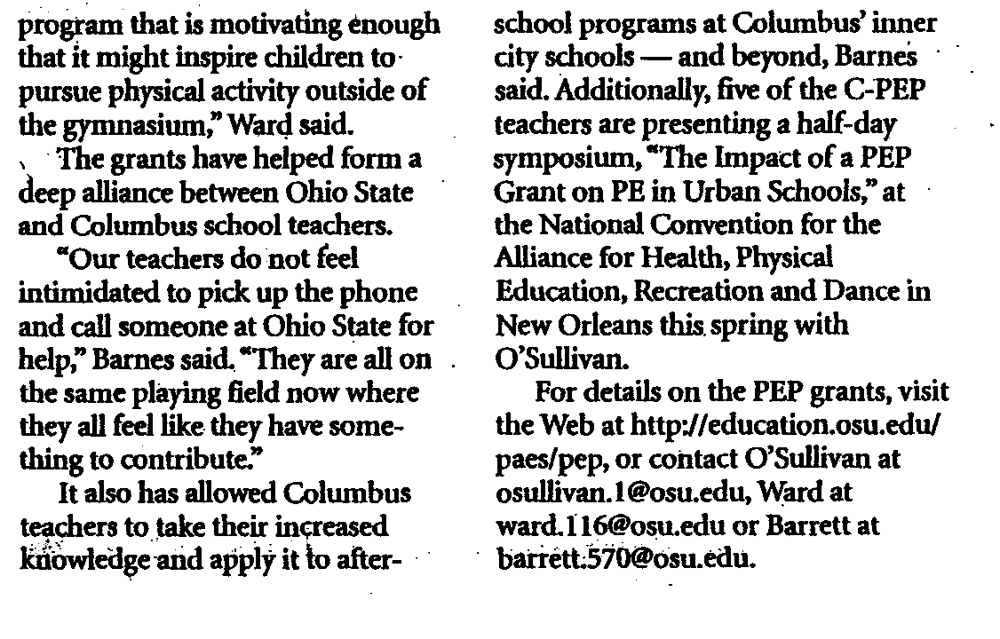 program that is motivating enough
that it might inspire children to
pursue physical activity outside of
the gymnasium,” Ward said.
The grants have helped form a
deep alliance between Ohio State
and Columbus school teachers.
“Our teachers do not feel
intimidated to pick up the phone
and call someone at Ohio State for
help,” Barnes said. “They are all on
the same playing field now where
they all feel like they have some-
thing to contribute.”
It also has allowed Columbus
teachers to take their increased
knowledge and apply it to after-
school programs at Columbus’ inner
city schools — and beyond, Barnes
said. Additionally, five of the C-PEP
teachers are presenting a half-day
symposium, “The Impact of a PEP
Grant on PE in Urban Schools,” at
the National Convention for the
Alliance for Health, Physical
Education, Recreation and Dance in
New Orleans this spring with
O’Sullivan.
For details on the PEP grants, visit
the Web at http://education.osu.edu/
paes/pep, or contact O’Sullivan at
osullivan.1@osu.edu, Ward at
ward.116@osu.edu or Barrett at
barrett.570@osu.edu.